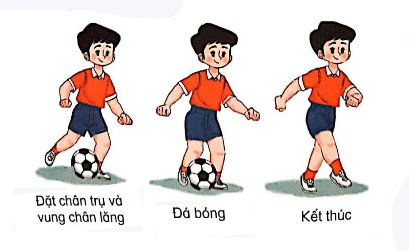 Đặt chân trụ và
vung chân lăng
Đá bóng
Kết thúc